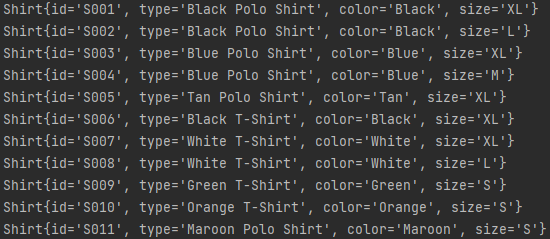 Shirt{id='S001', type='Black Polo Shirt', color='Black', size='XL'}
Shirt{id='S002', type='Black Polo Shirt', color='Black', size='L'}
Shirt{id='S003', type='Blue Polo Shirt', color='Blue', size='XL'}
Shirt{id='S004', type='Blue Polo Shirt', color='Blue', size='M'}
Shirt{id='S005', type='Tan Polo Shirt', color='Tan', size='XL'}
Shirt{id='S006', type='Black T-Shirt', color='Black', size='XL'}
Shirt{id='S007', type='White T-Shirt', color='White', size='XL'}
Shirt{id='S008', type='White T-Shirt', color='White', size='L'}
Shirt{id='S009', type='Green T-Shirt', color='Green', size='S'}
Shirt{id='S010', type='Orange T-Shirt', color='Orange', size='S'}
Shirt{id='S011', type='Maroon Polo Shirt', color='Maroon', size='S'}